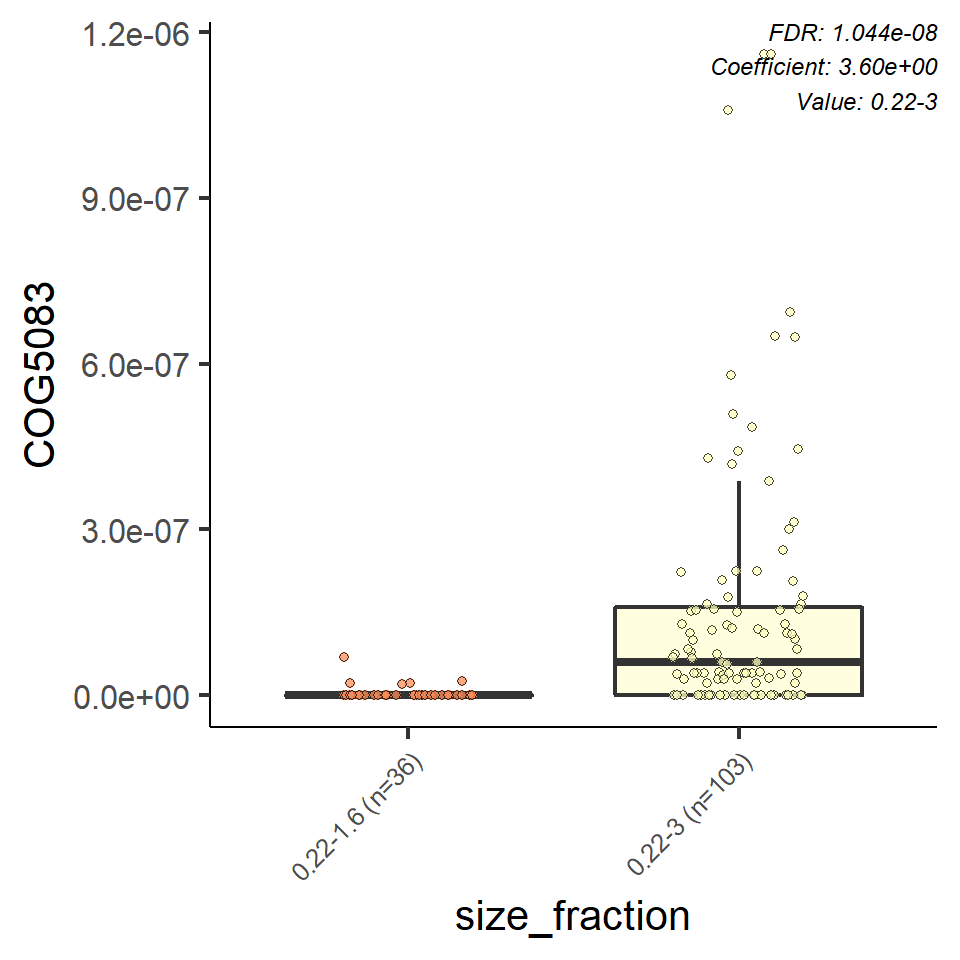 FDR: 1.044e-08
Coefficient: 3.60e+00
Value: 0.22-3
1.2e-06
9.0e-07
6.0e-07
3.0e-07
0.0e+00
COG5083
0.22-1.6 (n=36)
0.22-3 (n=103)
size_fraction